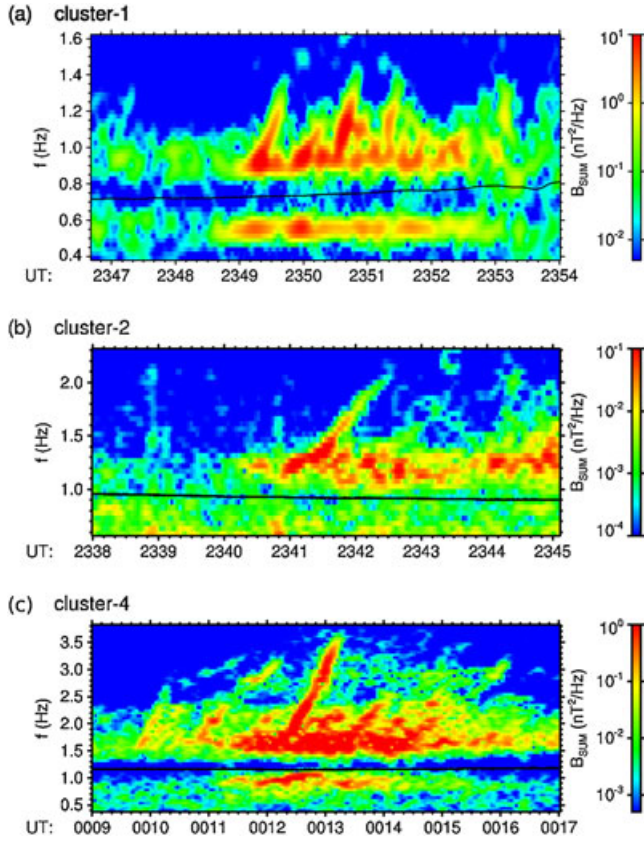 (a) cluster-1
1.6
1.4
1.2
1.0
0.8
0.6
0.4
f (Hz)
UT: 2347 2348 2349 2350 2351 2352 2353 2354
10¹
10⁰
10⁻¹
10⁻²
B_SUM (nT²/Hz)
(b) cluster-2
2.0
1.5
1.0
f (Hz)
UT: 2338 2339 2340 2341 2342 2343 2344 2345
10⁻¹
10⁻²
10⁻³
10⁻⁴
B_SUM (nT²/Hz)
(c) cluster-4
3.5
3.0
2.5
2.0
1.5
1.0
0.5
f (Hz)
UT: 0009 0010 0011 0012 0013 0014 0015 0016 0017
10⁰
10⁻¹
10⁻²
10⁻³
B_SUM (nT²/Hz)